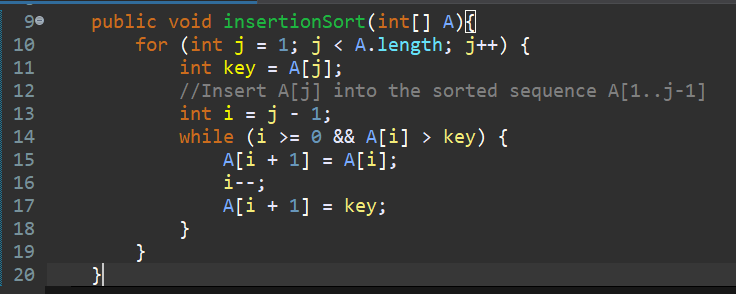 9 public void insertionSort(int[] A){
10 for (int j = 1; j < A.length; j++) {
11 int key = A[j];
12 //Insert A[j] into the sorted sequence A[1..j-1]
13 int i = j - 1;
14 while (i >= 0 && A[i] > key) {
15 A[i + 1] = A[i];
16 i--;
17 A[i + 1] = key;
18 }
19 }
20 }